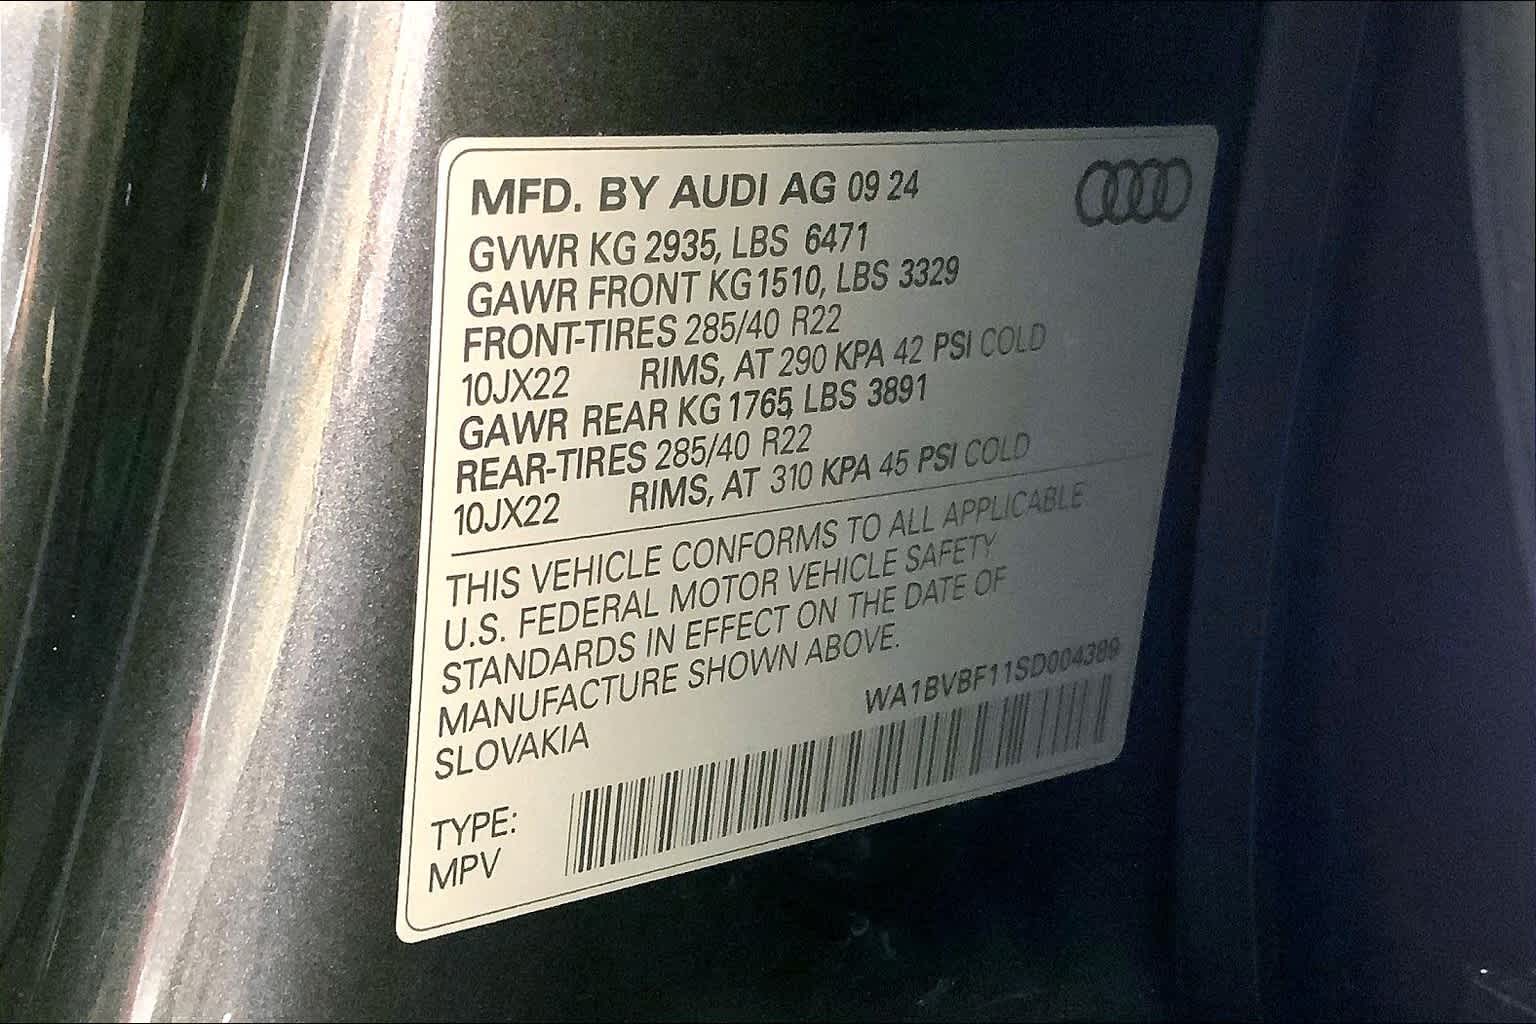 MFD. BY AUDI AG 09 24
GVWR KG 2935, LBS 6471
GAWR FRONT KG 1510, LBS 3329
FRONT-TIRES 285/40 R22
10JX22 RIMS, AT 290 KPA 42 PSI COLD
GAWR REAR KG 1765, LBS 3891
REAR-TIRES 285/40 R22
10JX22 RIMS, AT 310 KPA 45 PSI COLD
THIS VEHICLE CONFORMS TO ALL APPLICABLE
U.S. FEDERAL MOTOR VEHICLE SAFETY
STANDARDS IN EFFECT ON THE DATE OF
MANUFACTURE SHOWN ABOVE.
SLOVAKIA
WA1BVBF11SD004389
TYPE:
MPV